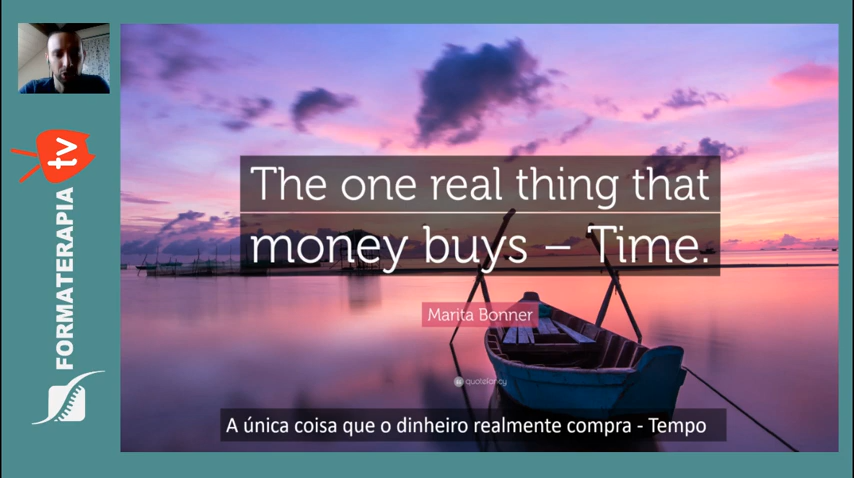 tv
FORMATERAPIA
The one real thing that
money buys – Time.
Marita Bonner
quotefancy
A única coisa que o dinheiro realmente compra - Tempo